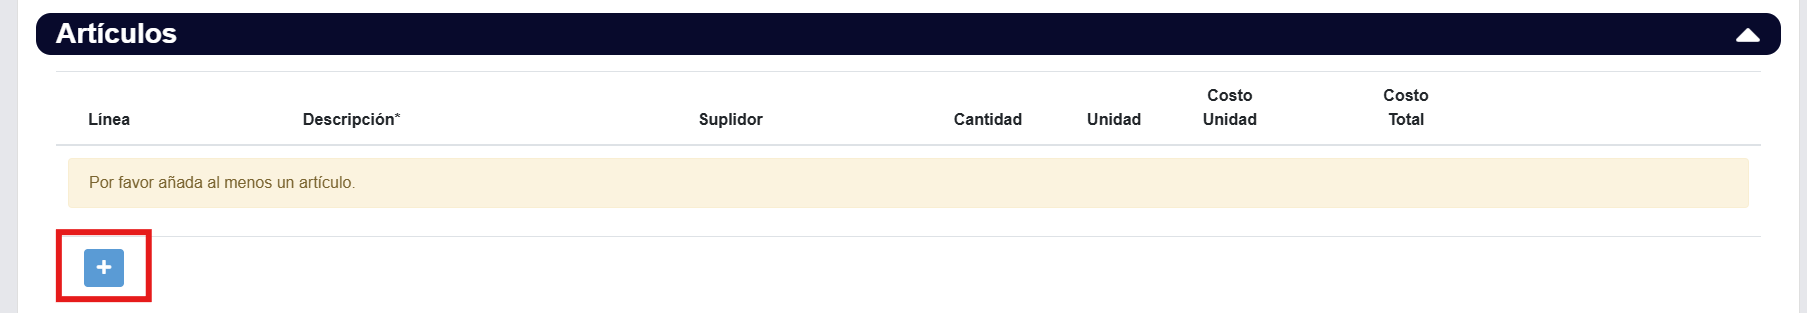 Artículos
Línea Descripción* Suplidor Cantidad Unidad Costo Unidad Costo Total
Por favor añada al menos un artículo.
+